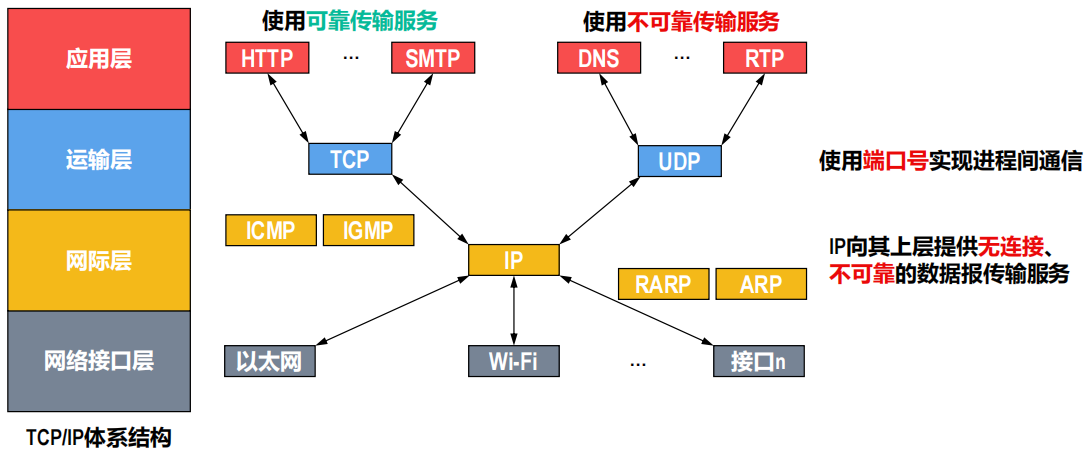 使用可靠传输服务
使用不可靠传输服务
应用层
HTTP
...
SMTP
DNS
...
RTP
运输层
TCP
UDP
使用端口号实现进程间通信
网际层
ICMP
IGMP
IP
RARP
ARP
IP向其上层提供无连接、
不可靠的数据报传输服务
网络接口层
以太网
Wi-Fi
...
接口n
TCP/IP体系结构